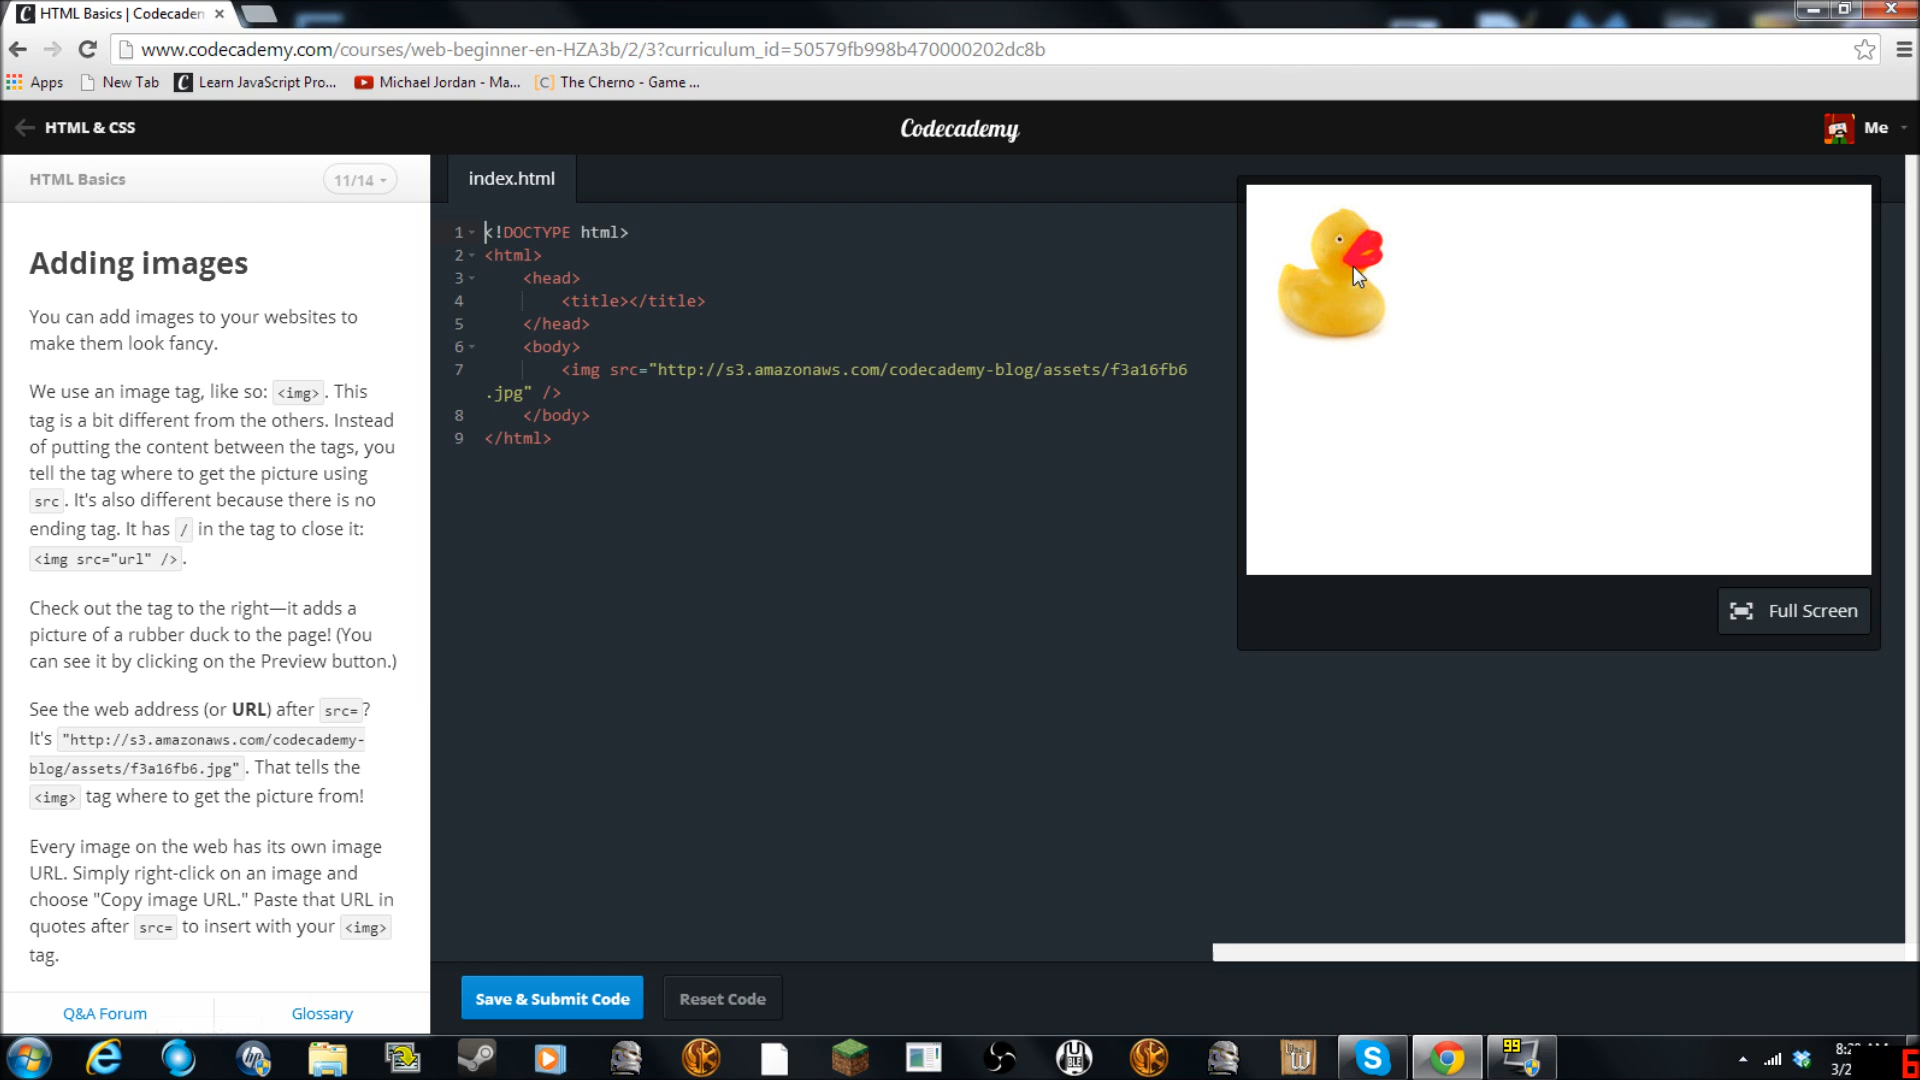 HTML Basics | Codecaden
www.codecademy.com/courses/web-beginner-en-HZA3b/2/3?curriculum_id=50579fb998b470000202dc8b
Apps New Tab Learn JavaScript Pro... Michael Jordan - Ma... [C] The Cherno - Game ...
HTML & CSS
Codecademy
Me
HTML Basics
11/14
Adding images
You can add images to your websites to
make them look fancy.
We use an image tag, like so: <img>. This
tag is a bit different from the others. Instead
of putting the content between the tags, you
tell the tag where to get the picture using
src. It's also different because there is no
ending tag. It has / in the tag to close it:
<img src="url" />.
Check out the tag to the right—it adds a
picture of a rubber duck to the page! (You
can see it by clicking on the Preview button.)
See the web address (or URL) after src=?
It's "http://s3.amazonaws.com/codecademy-
blog/assets/f3a16fb6.jpg". That tells the
<img> tag where to get the picture from!
Every image on the web has its own image
URL. Simply right-click on an image and
choose "Copy image URL." Paste that URL in
quotes after src= to insert with your <img>
tag.
Q&A Forum
Glossary
index.html
1 <!DOCTYPE html>
2 <html>
3 <head>
4 <title></title>
5 </head>
6 <body>
7 <img src="http://s3.amazonaws.com/codecademy-blog/assets/f3a16fb6
.jpg" />
8 </body>
9 </html>
Full Screen
Save & Submit Code
Reset Code
hp
UBLE
W
S
99
3/2
6